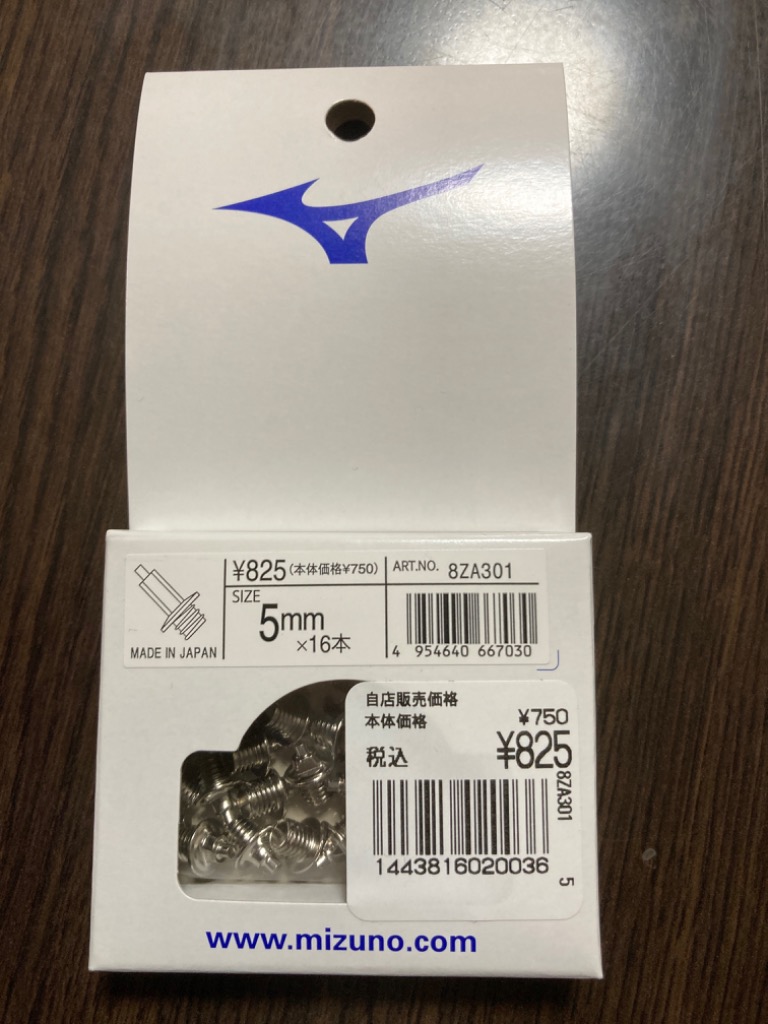 ¥825(本体価格¥750)
ART.NO. 8ZA301
SIZE
5mm
×16本
MADE IN JAPAN
4 954640 667030
自店販売価格
本体価格 ¥750
税込 ¥825
8ZA301 5
1443816020036
www.mizuno.com